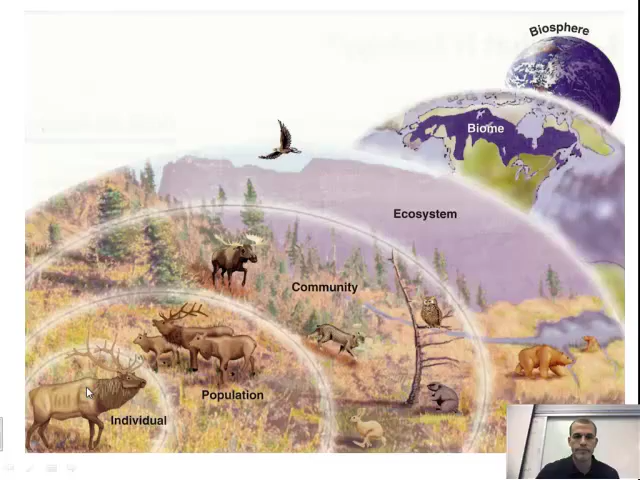 Biosphere
Biome
Ecosystem
Community
Population
Individual